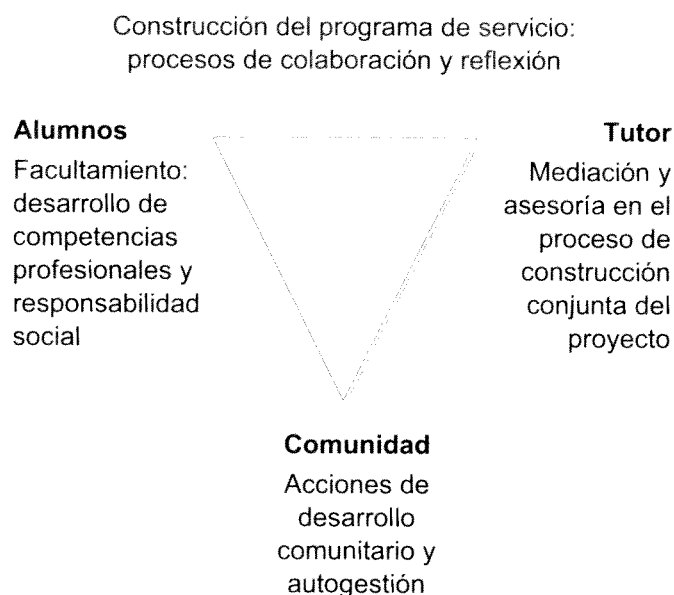 Construcción del programa de servicio:
procesos de colaboración y reflexión
Alumnos
Facultamiento:
desarrollo de
competencias
profesionales y
responsabilidad
social
Tutor
Mediación y
asesoría en el
proceso de
construcción
conjunta del
proyecto
Comunidad
Acciones de
desarrollo
comunitario y
autogestión